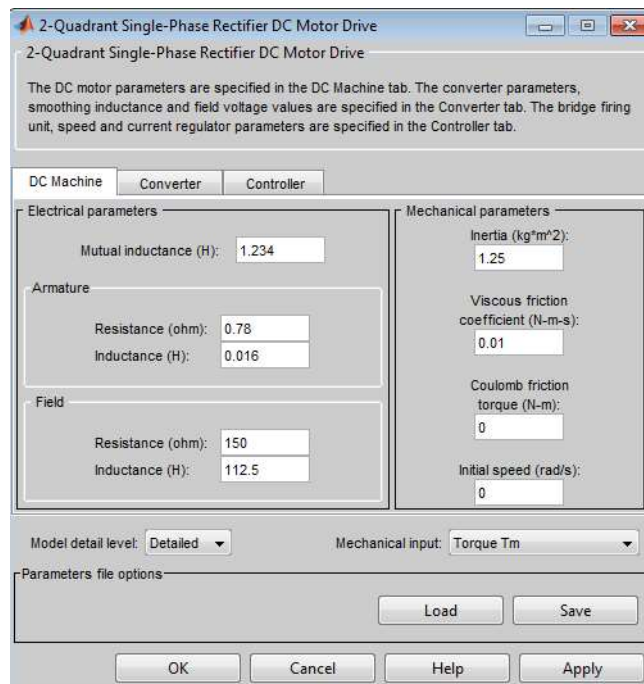 2-Quadrant Single-Phase Rectifier DC Motor Drive
2-Quadrant Single-Phase Rectifier DC Motor Drive
The DC motor parameters are specified in the DC Machine tab. The converter parameters,
smoothing inductance and field voltage values are specified in the Converter tab. The bridge firing
unit, speed and current regulator parameters are specified in the Controller tab.
DC Machine Converter Controller
Electrical parameters
Mutual inductance (H): 1.234
Armature
Resistance (ohm): 0.78
Inductance (H): 0.016
Field
Resistance (ohm): 150
Inductance (H): 112.5
Mechanical parameters
Inertia (kg*m^2):
1.25
Viscous friction
coefficient (N-m-s):
0.01
Coulomb friction
torque (N-m):
0
Initial speed (rad/s):
0
Model detail level: Detailed Mechanical input: Torque Tm
Parameters file options
Load Save
OK Cancel Help Apply